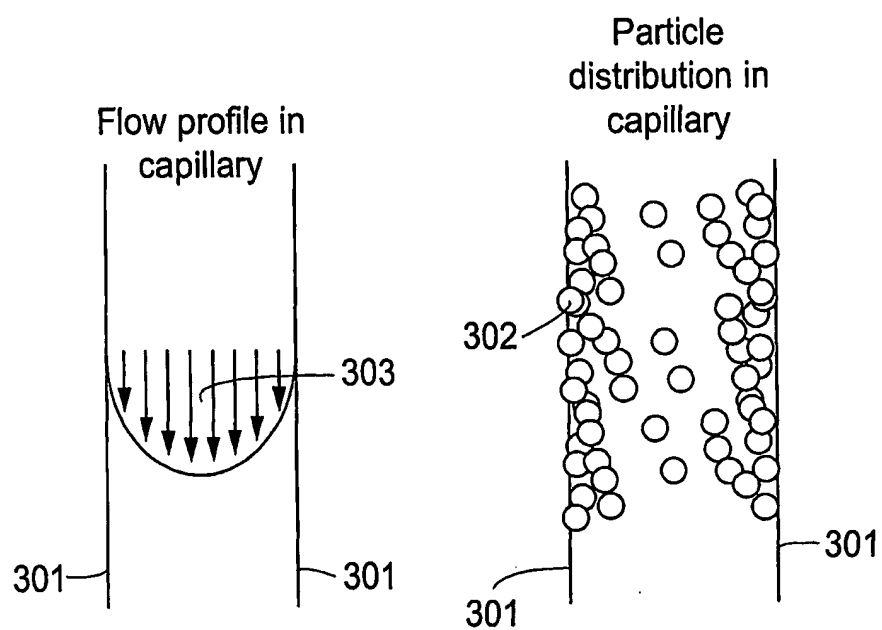 Flow profile in
capillary
303
301
301
Particle
distribution in
capillary
302
301
301